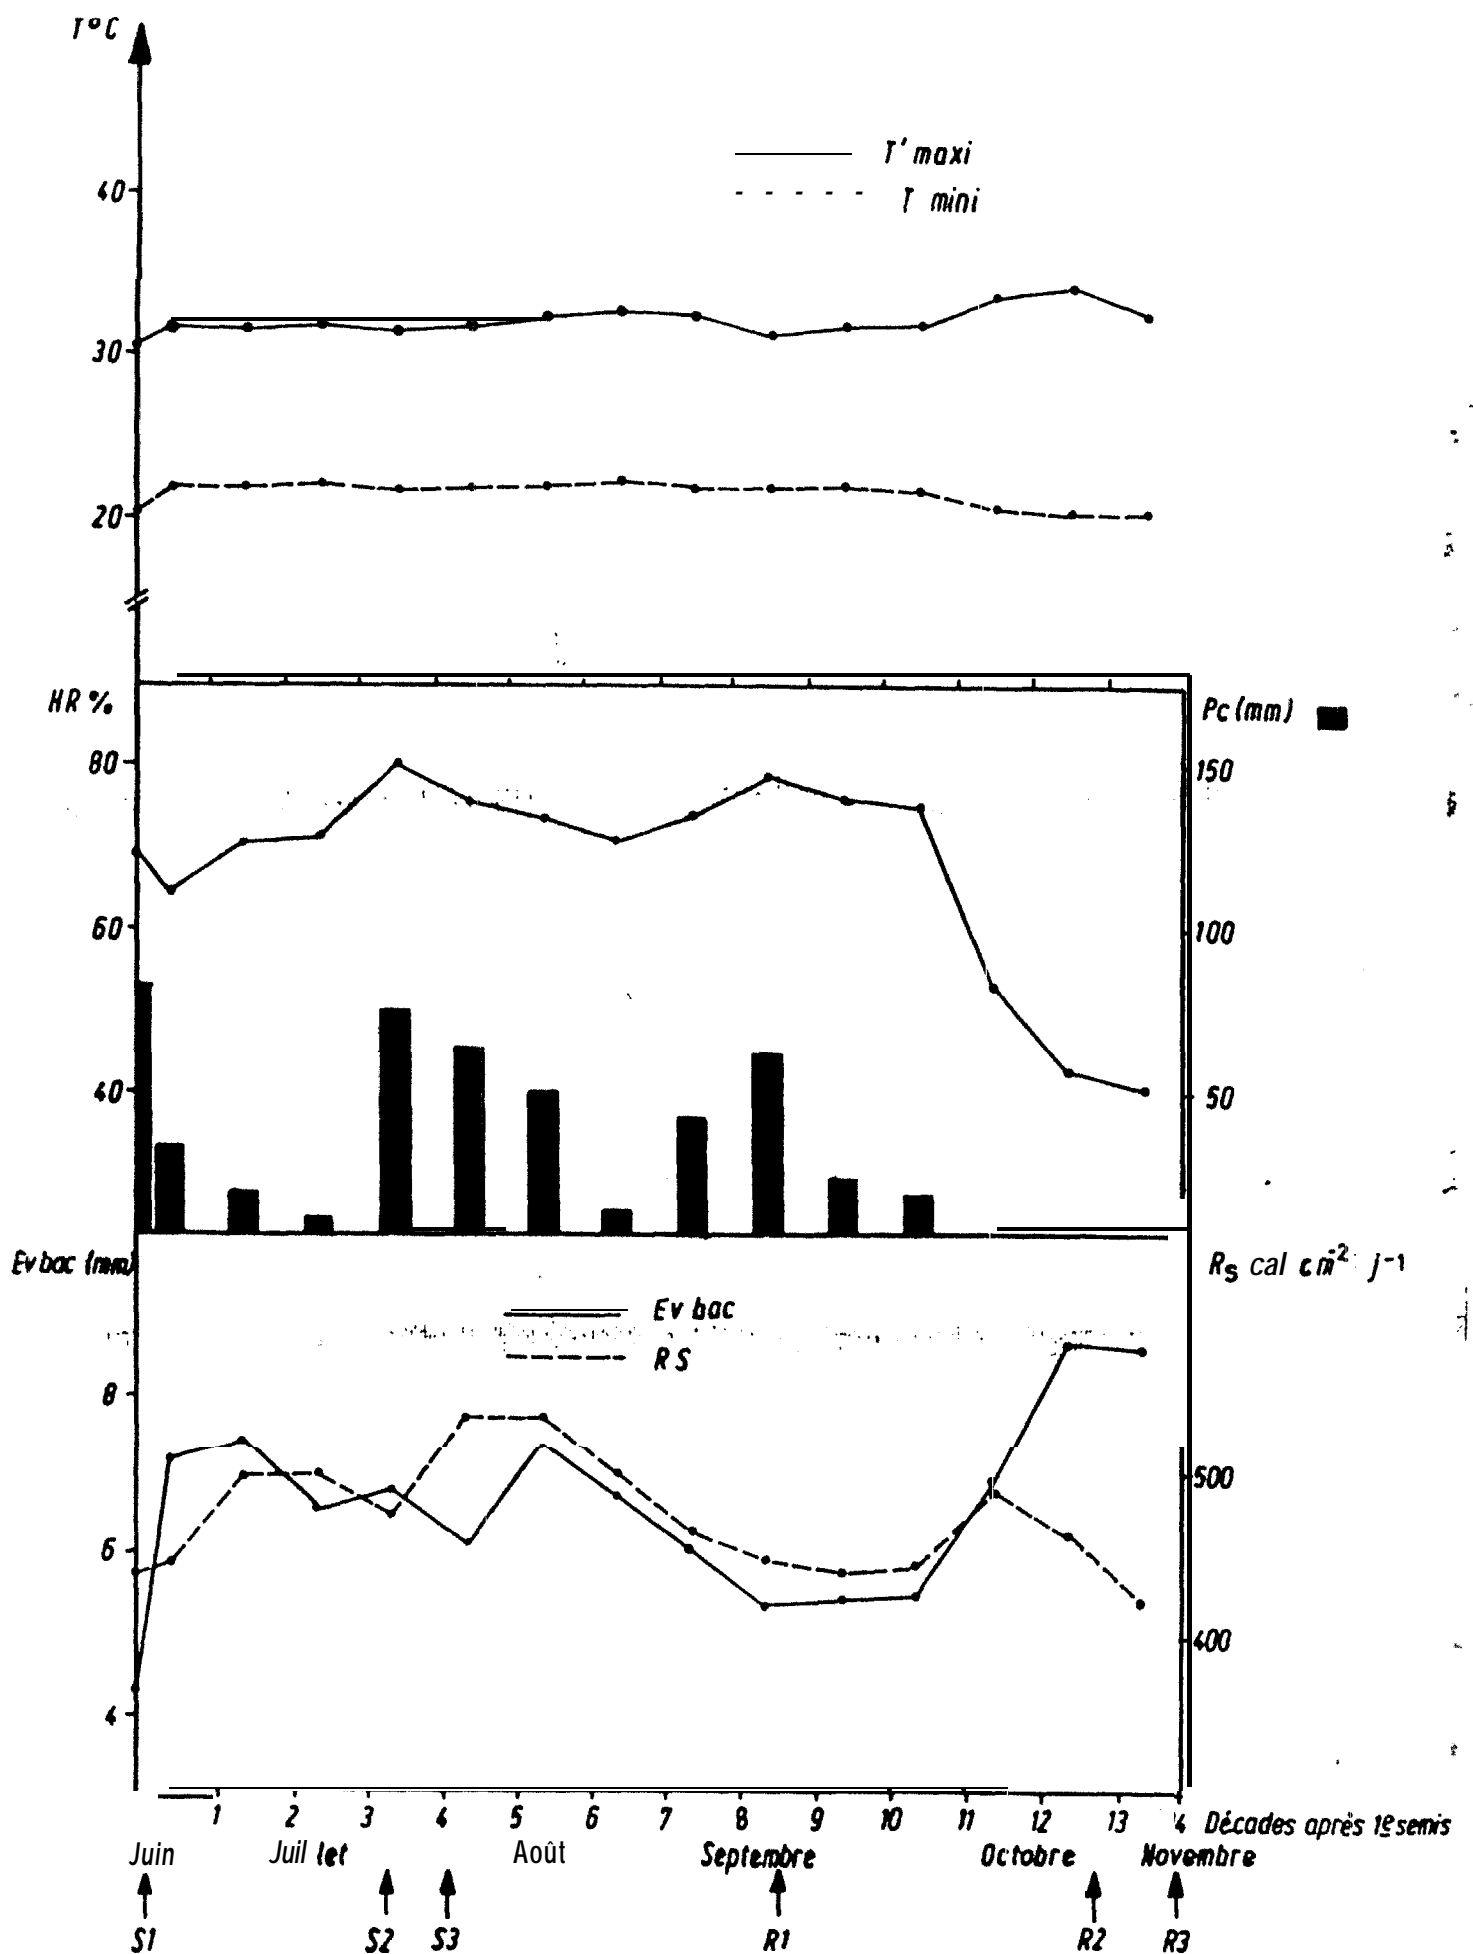 T°C
T' maxi
T mini
40
30
20
HR %
Pc (mm)
80
150
60
100
40
50
Ev bac (mm)
Rs cal cm-2 j-1
Ev bac
RS
8
500
6
400
4
1 2 3 4 5 6 7 8 9 10 11 12 13 14 Décades après 1e semis
Juin Juillet Août Septembre Octobre Novembre
S1 S2 S3 R1 R2 R3